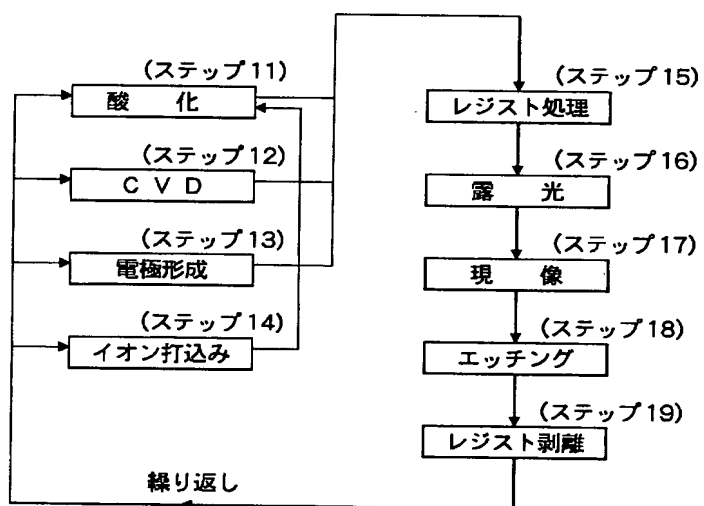 (ステップ11)
酸 化
(ステップ12)
C V D
(ステップ13)
電極形成
(ステップ14)
イオン打込み
(ステップ15)
レジスト処理
(ステップ16)
露 光
(ステップ17)
現 像
(ステップ18)
エッチング
(ステップ19)
レジスト剥離
繰り返し